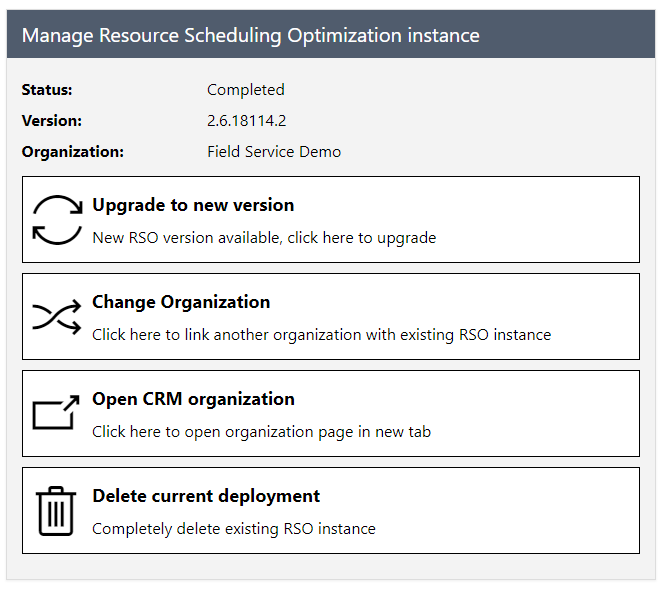 Manage Resource Scheduling Optimization instance
Status: Completed
Version: 2.6.18114.2
Organization: Field Service Demo
Upgrade to new version
New RSO version available, click here to upgrade
Change Organization
Click here to link another organization with existing RSO instance
Open CRM organization
Click here to open organization page in new tab
Delete current deployment
Completely delete existing RSO instance